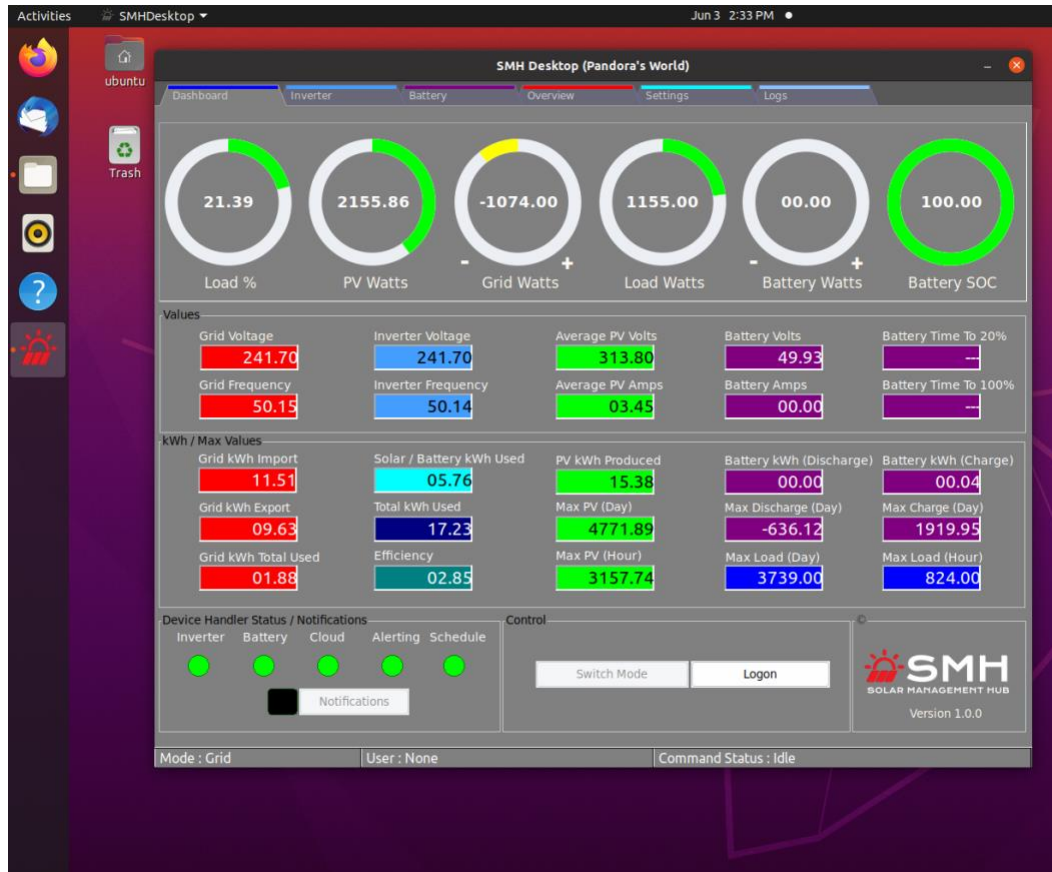 Activities SMHDesktop Jun 3 2:33 PM
ubuntu
Trash
SMH Desktop (Pandora's World)
Dashboard Inverter Battery Overview Settings Logs
21.39 2155.86 -1074.00 1155.00 00.00 100.00
- + - +
Load % PV Watts Grid Watts Load Watts Battery Watts Battery SOC
Values
Grid Voltage Inverter Voltage Average PV Volts Battery Volts Battery Time To 20%
241.70 241.70 313.80 49.93 ---
Grid Frequency Inverter Frequency Average PV Amps Battery Amps Battery Time To 100%
50.15 50.14 03.45 00.00 ---
kWh / Max Values
Grid kWh Import Solar / Battery kWh Used PV kWh Produced Battery kWh (Discharge) Battery kWh (Charge)
11.51 05.76 15.38 00.00 00.04
Grid kWh Export Total kWh Used Max PV (Day) Max Discharge (Day) Max Charge (Day)
09.63 17.23 4771.89 -636.12 1919.95
Grid kWh Total Used Efficiency Max PV (Hour) Max Load (Day) Max Load (Hour)
01.88 02.85 3157.74 3739.00 824.00
Device Handler Status / Notifications Control ©
Inverter Battery Cloud Alerting Schedule
Notifications
Switch Mode Logon
SMH
SOLAR MANAGEMENT HUB
Version 1.0.0
Mode : Grid User : None Command Status : Idle